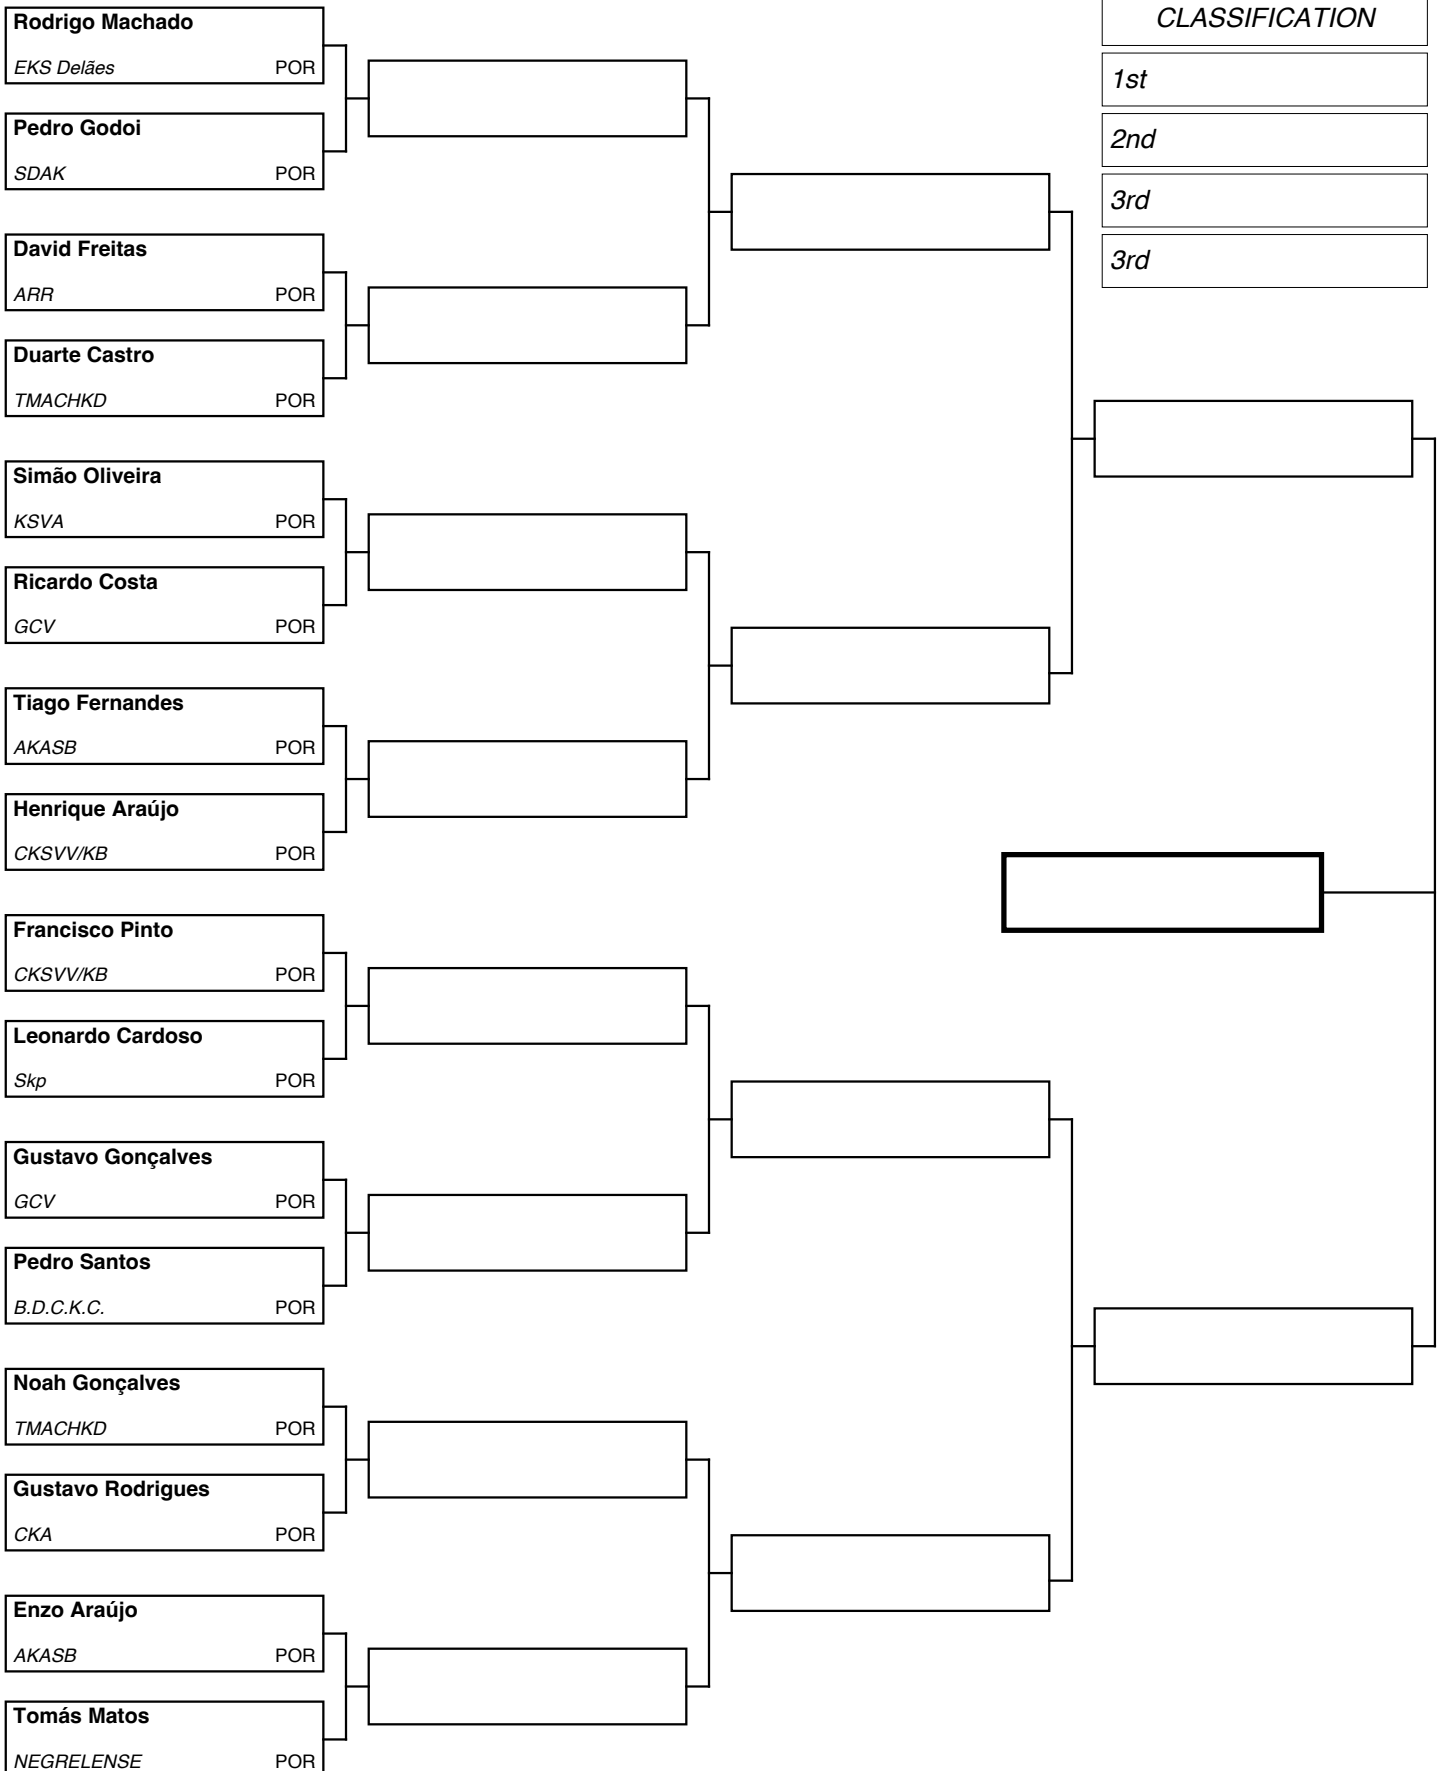 Rodrigo Machado
EKS Delães POR
Pedro Godoi
SDAK POR
David Freitas
ARR POR
Duarte Castro
TMACHKD POR
Simão Oliveira
KSVA POR
Ricardo Costa
GCV POR
Tiago Fernandes
AKASB POR
Henrique Araújo
CKSVV/KB POR
Francisco Pinto
CKSVV/KB POR
Leonardo Cardoso
Skp POR
Gustavo Gonçalves
GCV POR
Pedro Santos
B.D.C.K.C. POR
Noah Gonçalves
TMACHKD POR
Gustavo Rodrigues
CKA POR
Enzo Araújo
AKASB POR
Tomás Matos
NEGRELENSE POR
CLASSIFICATION
1st
2nd
3rd
3rd